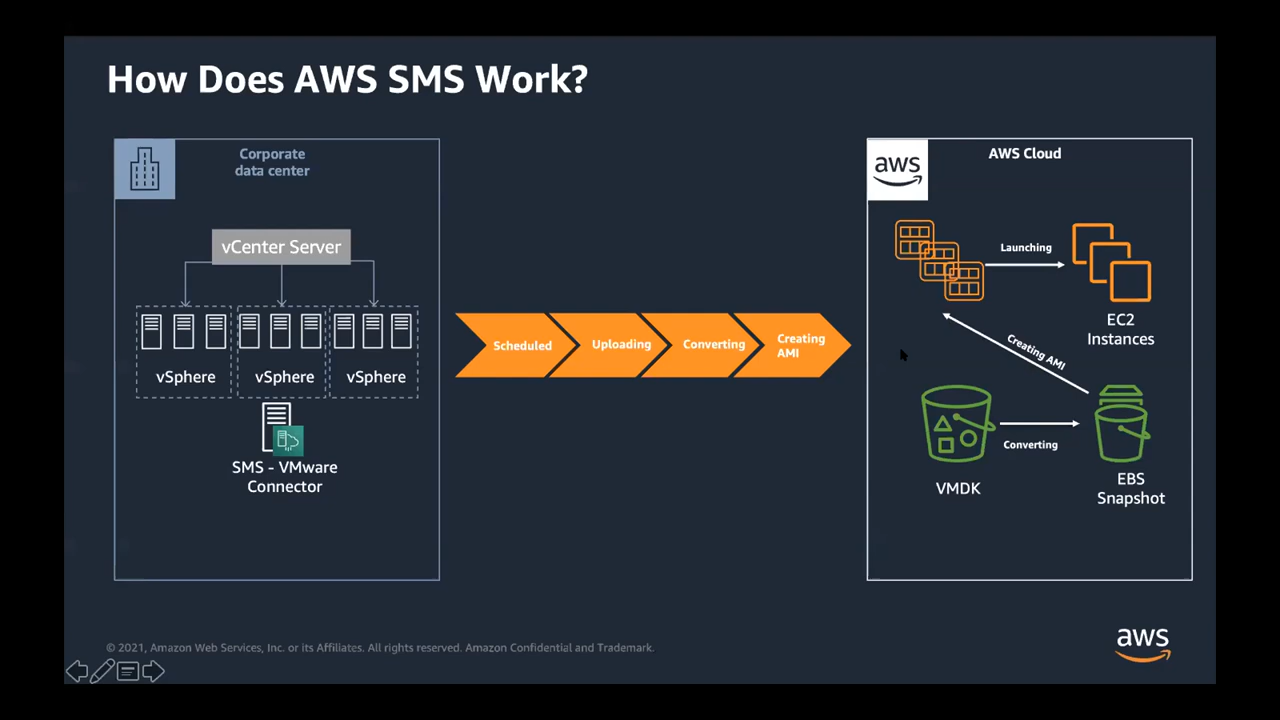 How Does AWS SMS Work?
Corporate
data center
vCenter Server
vSphere
vSphere
vSphere
SMS - VMware
Connector
Scheduled
Uploading
Converting
Creating
AMI
aws
AWS Cloud
Launching
EC2
Instances
Creating AMI
Converting
VMDK
EBS
Snapshot
© 2021, Amazon Web Services, Inc. or its Affiliates. All rights reserved. Amazon Confidential and Trademark.
aws